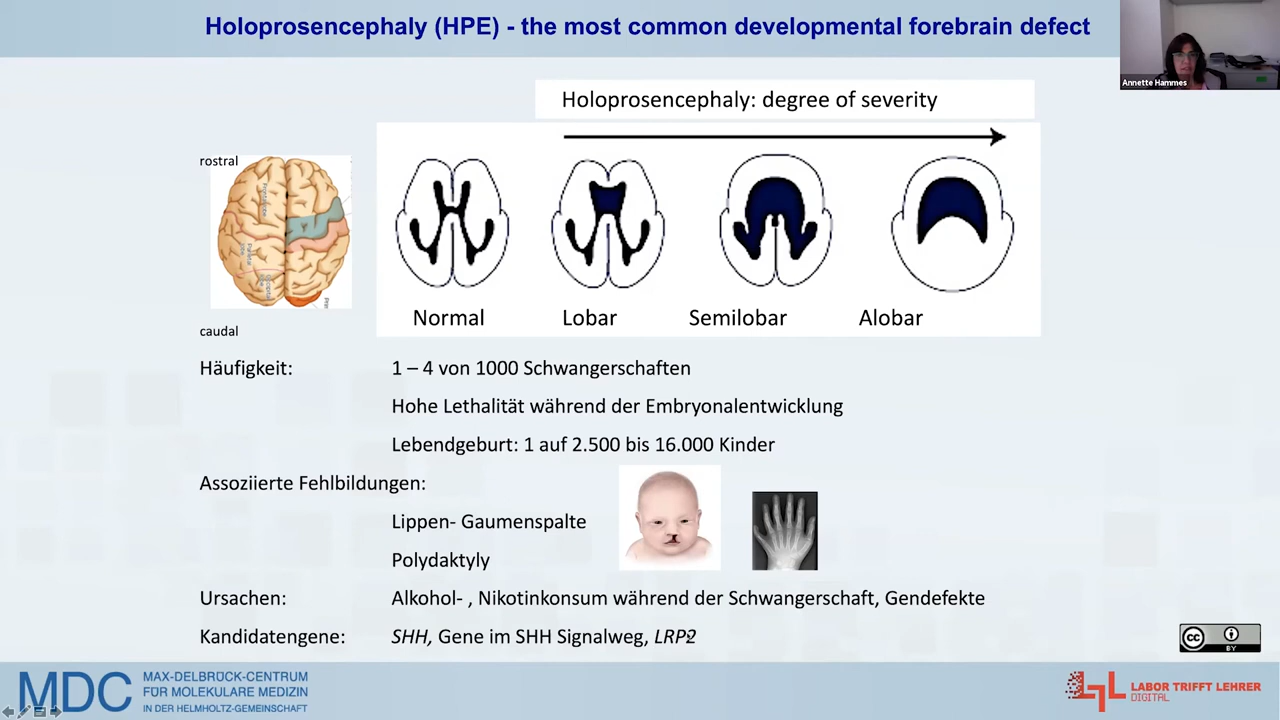 Holoprosencephaly (HPE) - the most common developmental forebrain defect
Annette Hammes
Holoprosencephaly: degree of severity
rostral
caudal
Normal
Lobar
Semilobar
Alobar
Häufigkeit:
1 – 4 von 1000 Schwangerschaften
Hohe Lethalität während der Embryonalentwicklung
Lebendgeburt: 1 auf 2.500 bis 16.000 Kinder
Assoziierte Fehlbildungen:
Lippen- Gaumenspalte
Polydaktyly
Ursachen:
Alkohol- , Nikotinkonsum während der Schwangerschaft, Gendefekte
Kandidatengene:
SHH, Gene im SHH Signalweg, LRP2
cc
BY
MDC
MAX-DELBRÜCK-CENTRUM
FÜR MOLEKULARE MEDIZIN
IN DER HELMHOLTZ-GEMEINSCHAFT
LABOR TRIFFT LEHRER
DIGITAL